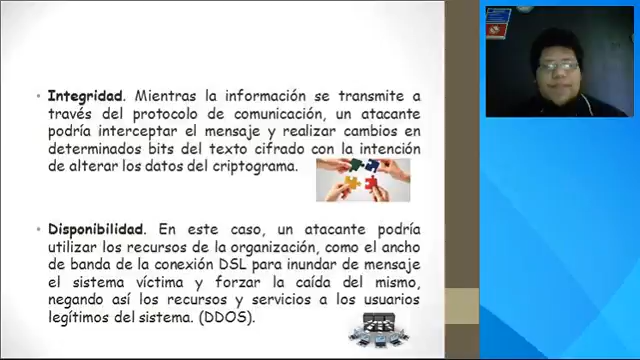 Integridad. Mientras la información se transmite a
través del protocolo de comunicación, un atacante
podría interceptar el mensaje y realizar cambios en
determinados bits del texto cifrado con la intención
de alterar los datos del criptograma.
Disponibilidad. En este caso, un atacante podría
utilizar los recursos de la organización, como el ancho
de banda de la conexión DSL para inundar de mensaje
el sistema víctima y forzar la caída del mismo,
negando así los recursos y servicios a los usuarios
legítimos del sistema. (DDOS).